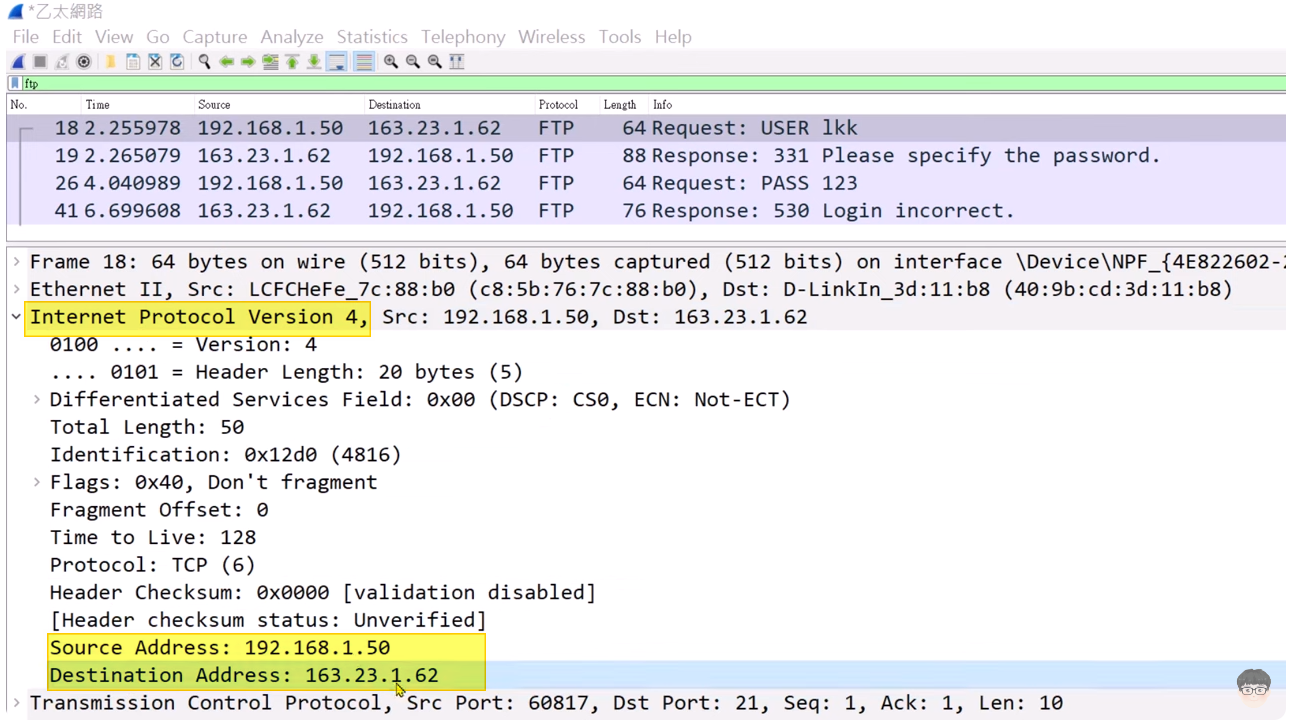 *乙太網路
File Edit View Go Capture Analyze Statistics Telephony Wireless Tools Help
ftp
No. Time Source Destination Protocol Length Info
18 2.255978 192.168.1.50 163.23.1.62 FTP 64 Request: USER lkk
19 2.265079 163.23.1.62 192.168.1.50 FTP 88 Response: 331 Please specify the password.
26 4.040989 192.168.1.50 163.23.1.62 FTP 64 Request: PASS 123
41 6.699608 163.23.1.62 192.168.1.50 FTP 76 Response: 530 Login incorrect.
Frame 18: 64 bytes on wire (512 bits), 64 bytes captured (512 bits) on interface \Device\NPF_{4E822602-
Ethernet II, Src: LCFCHeFe_7c:88:b0 (c8:5b:76:7c:88:b0), Dst: D-LinkIn_3d:11:b8 (40:9b:cd:3d:11:b8)
Internet Protocol Version 4, Src: 192.168.1.50, Dst: 163.23.1.62
0100 .... = Version: 4
.... 0101 = Header Length: 20 bytes (5)
Differentiated Services Field: 0x00 (DSCP: CS0, ECN: Not-ECT)
Total Length: 50
Identification: 0x12d0 (4816)
Flags: 0x40, Don't fragment
Fragment Offset: 0
Time to Live: 128
Protocol: TCP (6)
Header Checksum: 0x0000 [validation disabled]
[Header checksum status: Unverified]
Source Address: 192.168.1.50
Destination Address: 163.23.1.62
Transmission Control Protocol, Src Port: 60817, Dst Port: 21, Seq: 1, Ack: 1, Len: 10